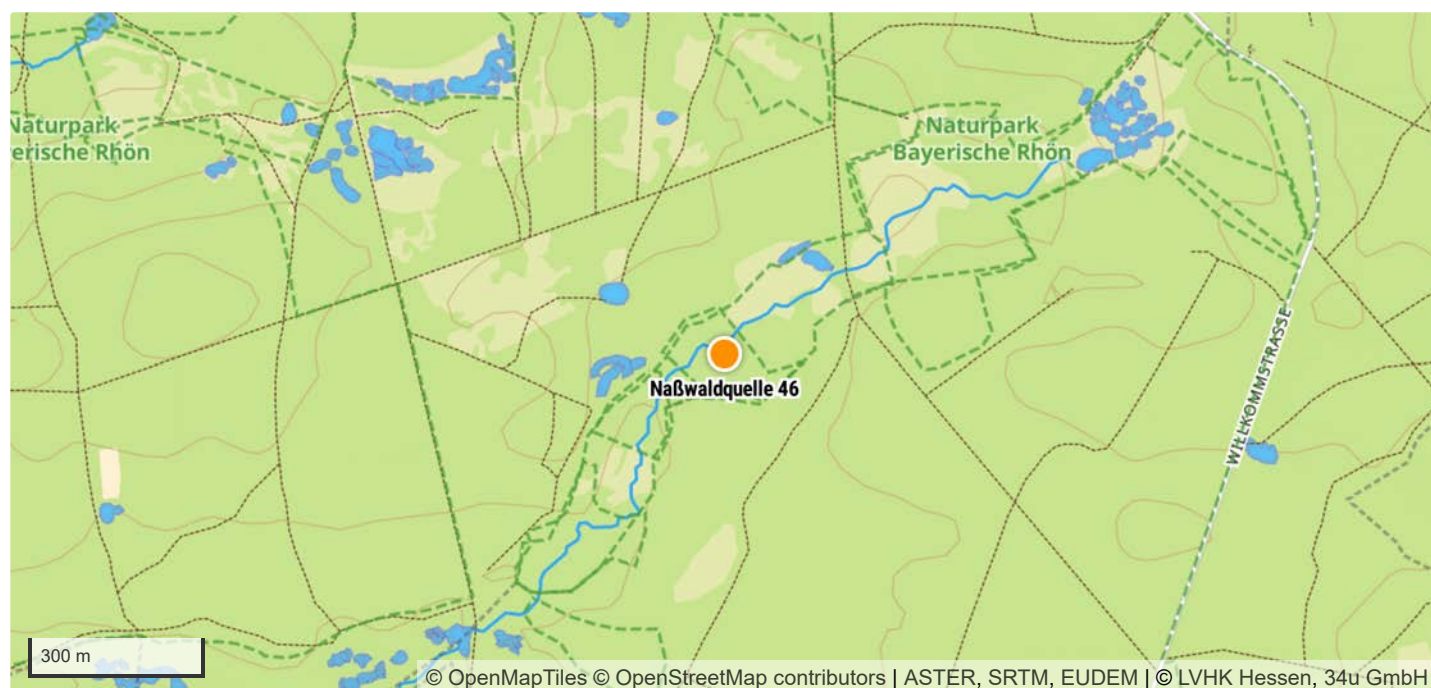 Naturpark
erische Rhön
Naturpark
Bayerische Rhön
Naßwaldquelle 46
WILLKOMMSTRASSE
300 m
© OpenMapTiles © OpenStreetMap contributors | ASTER, SRTM, EUDEM | © LVHK Hessen, 34u GmbH